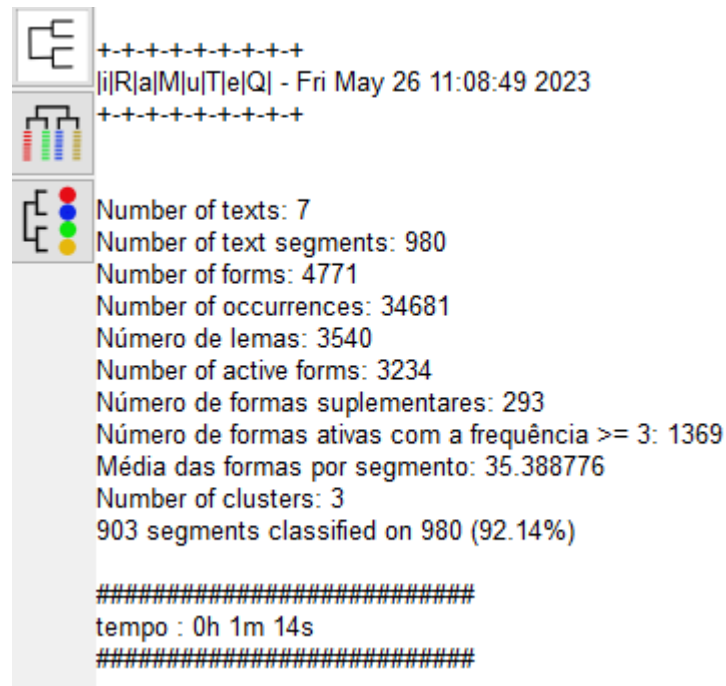 +-+-+-+-+-+-+-+-+
|i|R|a|M|u|T|e|Q| - Fri May 26 11:08:49 2023
+-+-+-+-+-+-+-+-+
Number of texts: 7
Number of text segments: 980
Number of forms: 4771
Number of occurrences: 34681
Número de lemas: 3540
Number of active forms: 3234
Número de formas suplementares: 293
Número de formas ativas com a frequência >= 3: 1369
Média das formas por segmento: 35.388776
Number of clusters: 3
903 segments classified on 980 (92.14%)
###########################
tempo : 0h 1m 14s
###########################